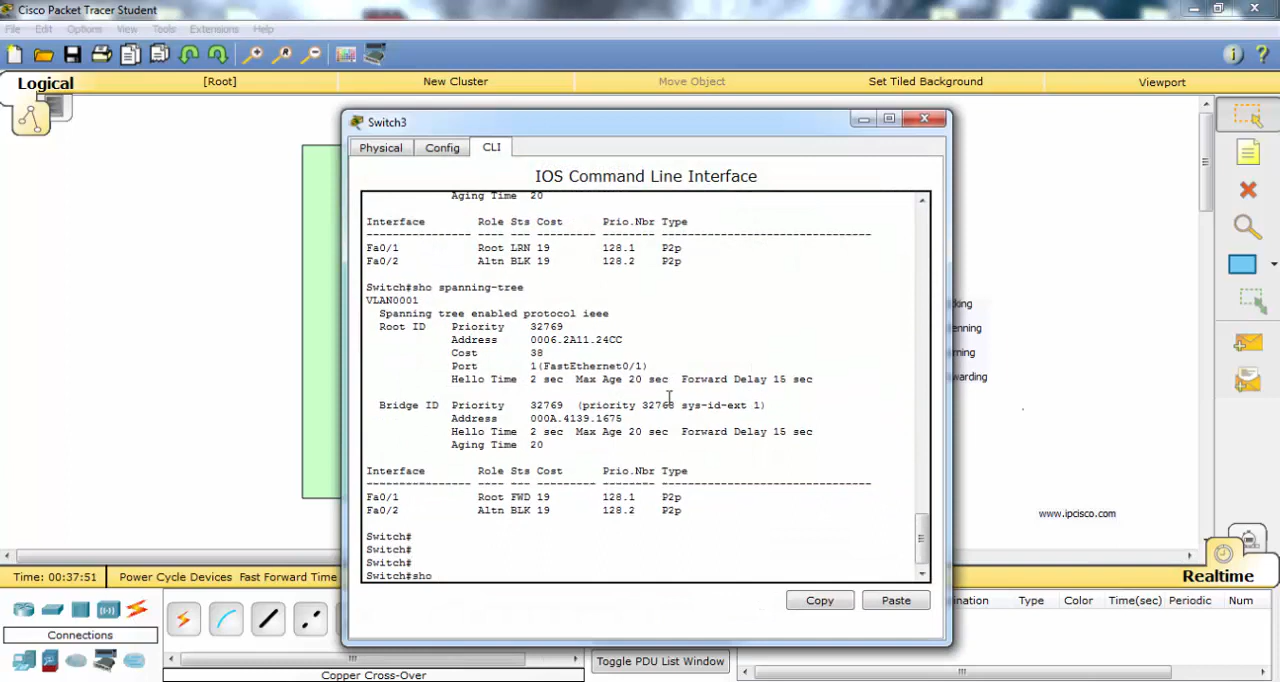 Cisco Packet Tracer Student
File Edit Options View Tools Extensions Help
Logical [Root] New Cluster Move Object Set Tiled Background Viewport
Switch3
Physical Config CLI
IOS Command Line Interface
Aging Time 20
Interface Role Sts Cost Prio.Nbr Type
---------------- ---- --- --------- -------- --------------------------------
Fa0/1 Root LRN 19 128.1 P2p
Fa0/2 Altn BLK 19 128.2 P2p
Switch#sho spanning-tree
VLAN0001
Spanning tree enabled protocol ieee
Root ID Priority 32769
Address 0006.2A11.24CC
Cost 38
Port 1(FastEthernet0/1)
Hello Time 2 sec Max Age 20 sec Forward Delay 15 sec
Bridge ID Priority 32769 (priority 32768 sys-id-ext 1)
Address 000A.4139.1675
Hello Time 2 sec Max Age 20 sec Forward Delay 15 sec
Aging Time 20
Interface Role Sts Cost Prio.Nbr Type
---------------- ---- --- --------- -------- --------------------------------
Fa0/1 Root FWD 19 128.1 P2p
Fa0/2 Altn BLK 19 128.2 P2p
Switch#
Switch#
Switch#
Switch#sho
Copy Paste
www.ipcisco.com
Time: 00:37:51 Power Cycle Devices Fast Forward Time
Realtime
Connections
Copper Cross-Over
Toggle PDU List Window
Type Color Time(sec) Periodic Num